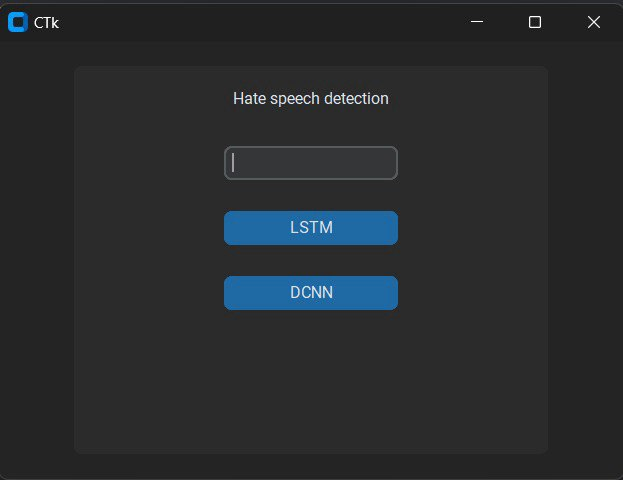 CTk
Hate speech detection
LSTM
DCNN